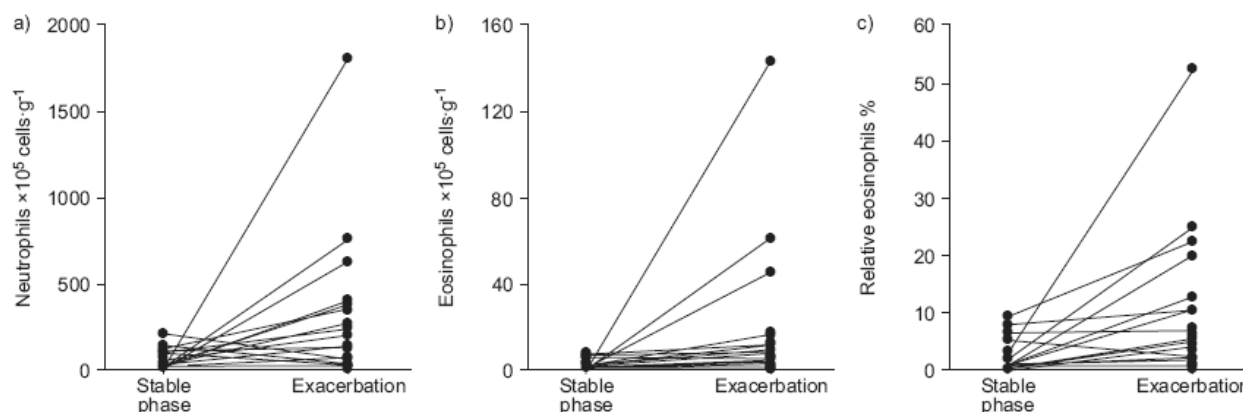 a)
Neutrophils ×10⁵ cells·g⁻¹
2000
1500
1000
500
0
Stable
phase
Exacerbation
b)
Eosinophils ×10⁵ cells·g⁻¹
160
120
80
40
0
Stable
phase
Exacerbation
c)
Relative eosinophils %
60
50
40
30
20
10
0
Stable
phase
Exacerbation